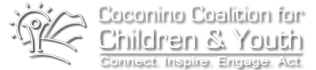 Coconino Coalition for
Children & Youth
Connect. Inspire. Engage. Act.